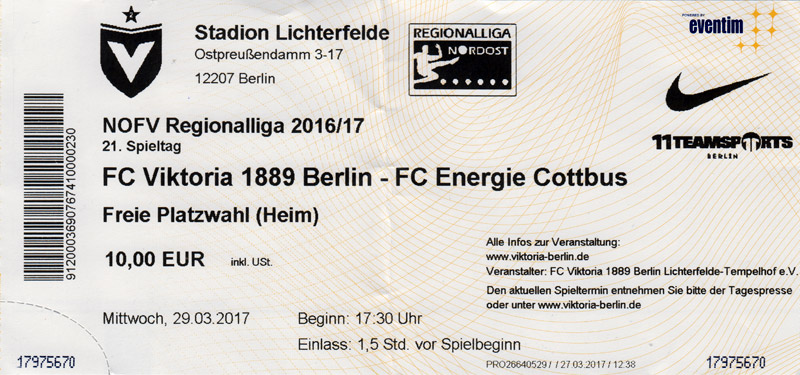 Stadion Lichterfelde
Ostpreußendamm 3-17
12207 Berlin
REGIONALLIGA
NORDOST
POWERED BY
eventim
11TEAMSPORTS
BERLIN
NOFV Regionalliga 2016/17
21. Spieltag
FC Viktoria 1889 Berlin - FC Energie Cottbus
Freie Platzwahl (Heim)
10,00 EUR inkl. USt.
Alle Infos zur Veranstaltung:
www.viktoria-berlin.de
Veranstalter: FC Viktoria 1889 Berlin Lichterfelde-Tempelhof e.V.
Den aktuellen Spieltermin entnehmen Sie bitte der Tagespresse
oder unter www.viktoria-berlin.de
Mittwoch, 29.03.2017 Beginn: 17:30 Uhr
Einlass: 1,5 Std. vor Spielbeginn
912000369076741000230
17975670
PRO26640529 / / 27.03.2017 / 12.38
17975670